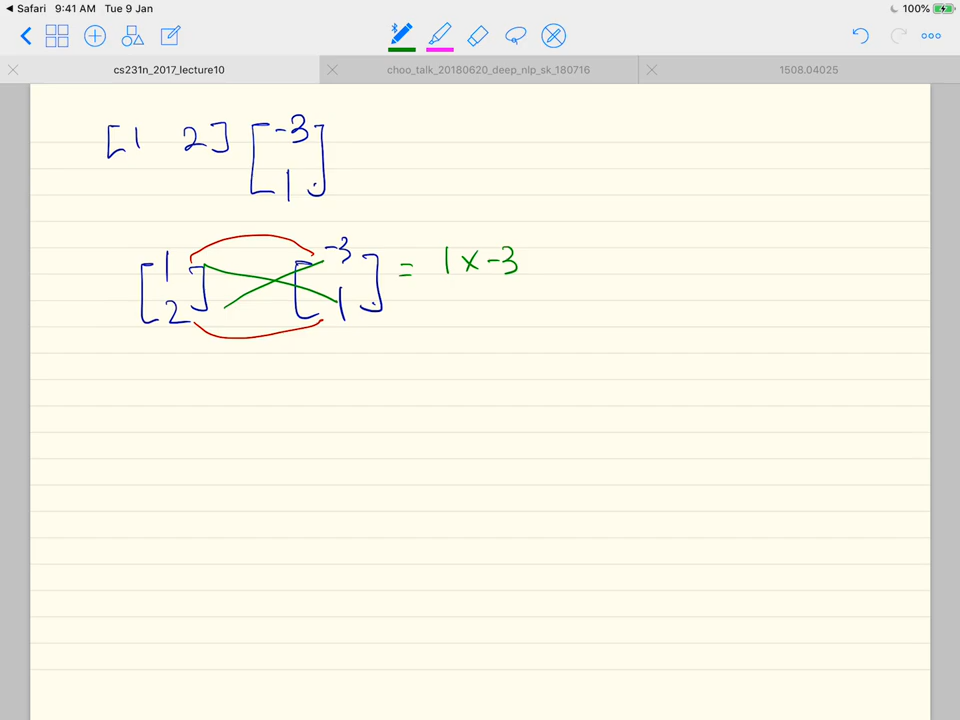 Safari 9:41 AM Tue 9 Jan 100%
cs231n_2017_lecture10 choo_talk_20180620_deep_nlp_sk_180716 1508.04025
[1 2] [-3
1]
[1 [-3
2] 1] = 1 x -3